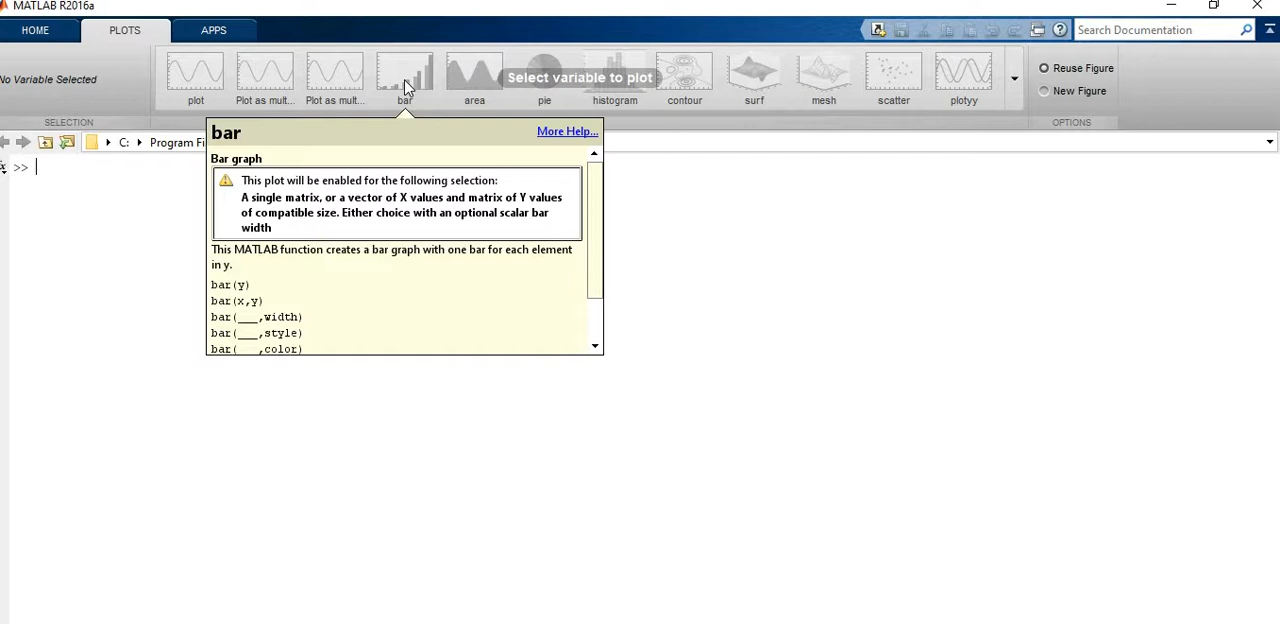 MATLAB R2016a
HOME
PLOTS
APPS
Search Documentation
No Variable Selected
plot
Plot as mult...
Plot as mult...
bar
area
pie
histogram
contour
surf
mesh
scatter
plotyy
Select variable to plot
Reuse Figure
New Figure
SELECTION
OPTIONS
C:
Program Fi
>>
bar
More Help...
Bar graph
This plot will be enabled for the following selection:
A single matrix, or a vector of X values and matrix of Y values
of compatible size. Either choice with an optional scalar bar
width
This MATLAB function creates a bar graph with one bar for each element
in y.
bar(y)
bar(x,y)
bar(___,width)
bar(___,style)
bar(___,color)